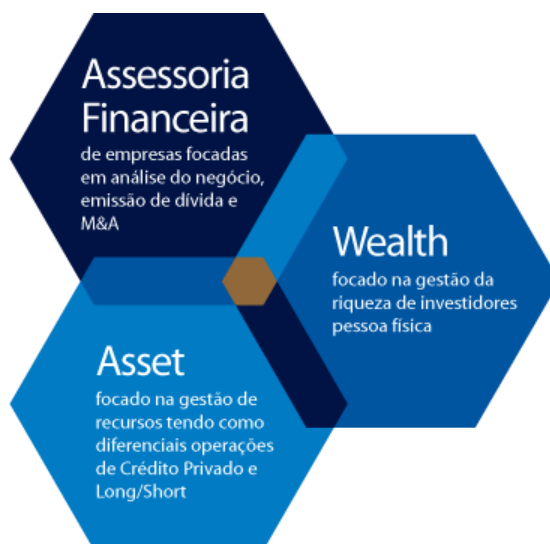 Assessoria
Financeira
de empresas focadas
em análise do negócio,
emissão de dívida e
M&A
Wealth
focado na gestão da
riqueza de investidores
pessoa física
Asset
focado na gestão de
recursos tendo como
diferenciais operações
de Crédito Privado e
Long/Short